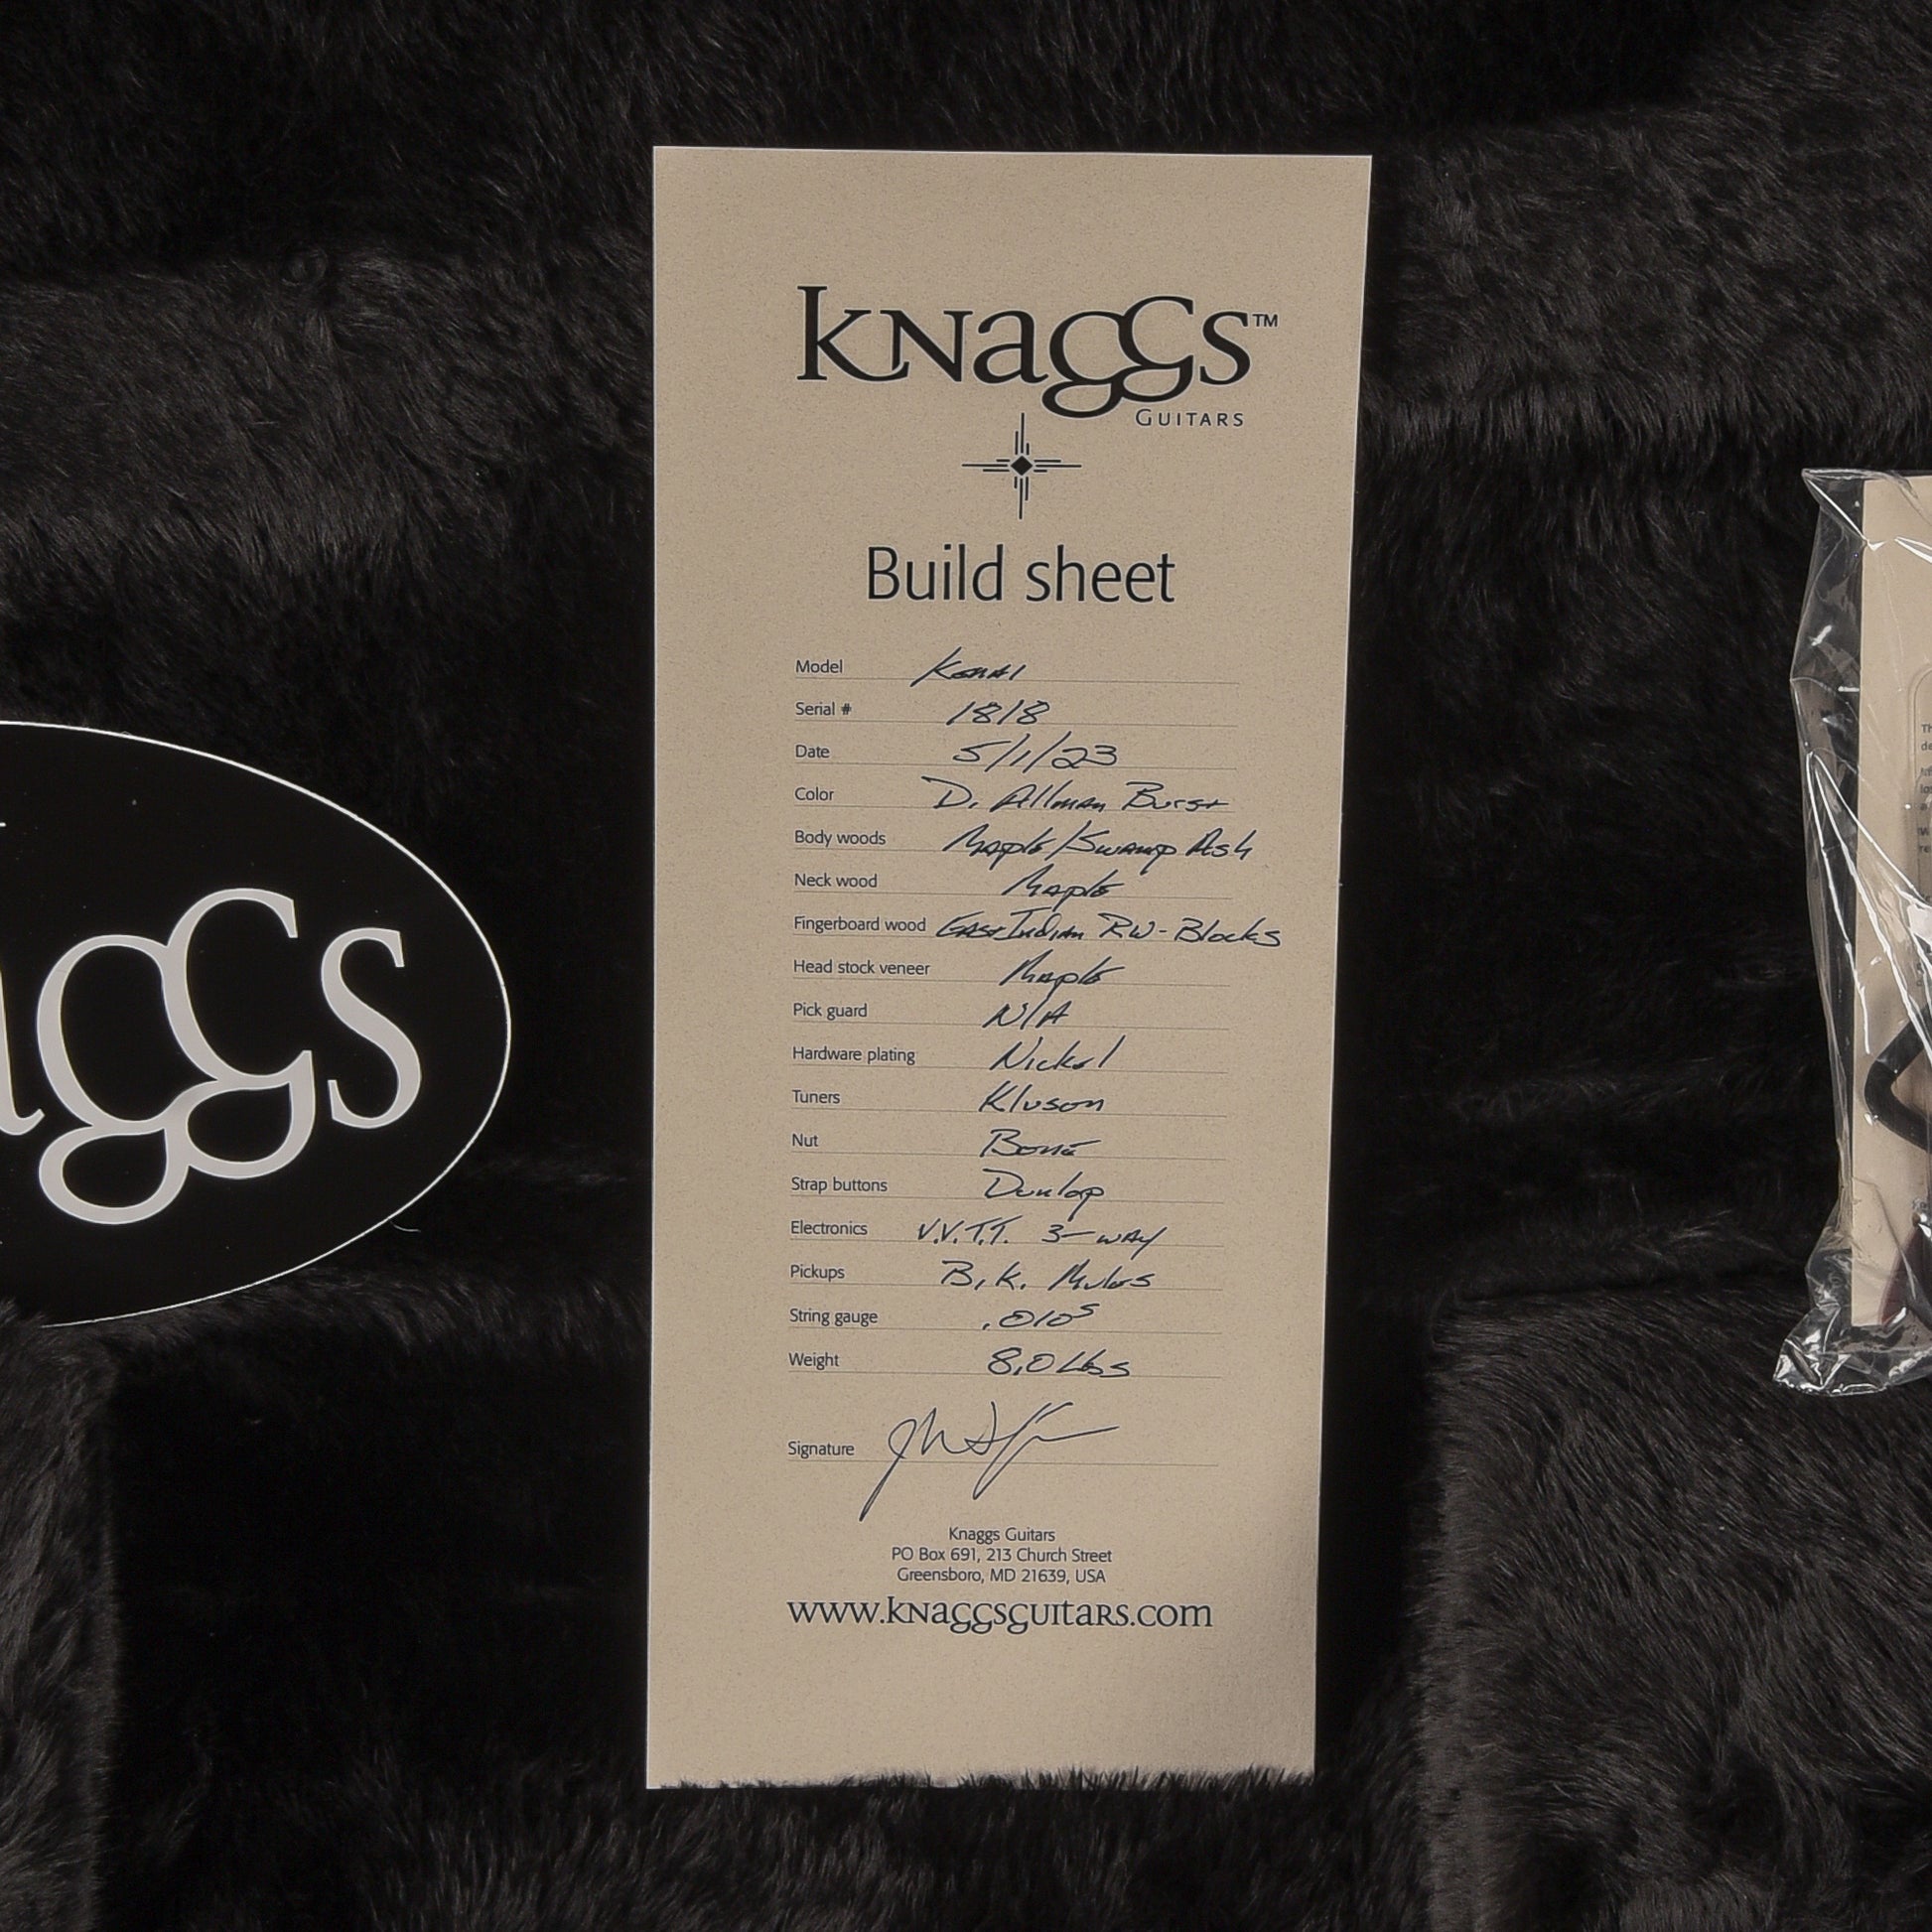 Knaggs™
Guitars
Build sheet
Model Kenai
Serial # 1818
Date 5/1/23
Color D. Allman Burst
Body woods Maple/Swamp Ash
Neck wood Maple
Fingerboard wood East Indian RW-Blocks
Head stock veneer Maple
Pick guard N/A
Hardware plating Nickel
Tuners Kluson
Nut Bone
Strap buttons Dunlop
Electronics V.V.T.T. 3-way
Pickups B.K. Mules
String gauge .010s
Weight 8.0 Lbs
Signature
Knaggs Guitars
PO Box 691, 213 Church Street
Greensboro, MD 21639, USA
www.knaggsguitars.com
ggs